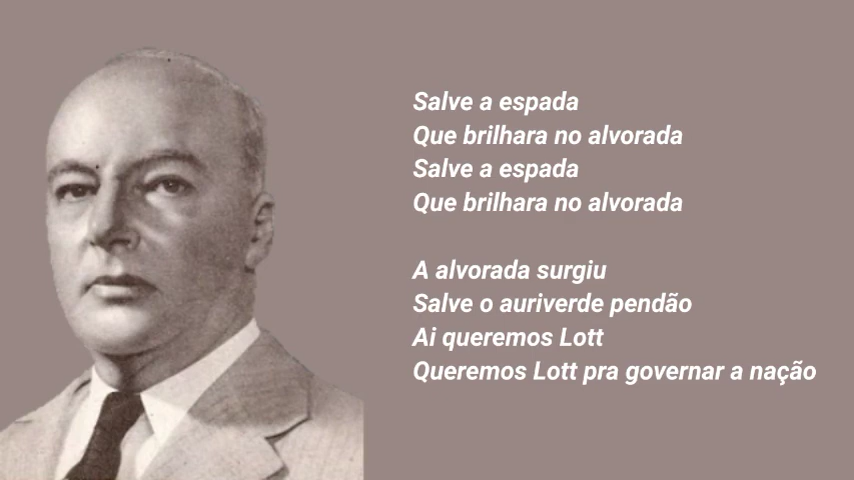 Salve a espada
Que brilhara no alvorada
Salve a espada
Que brilhara no alvorada
A alvorada surgiu
Salve o auriverde pendão
Ai queremos Lott
Queremos Lott pra governar a nação